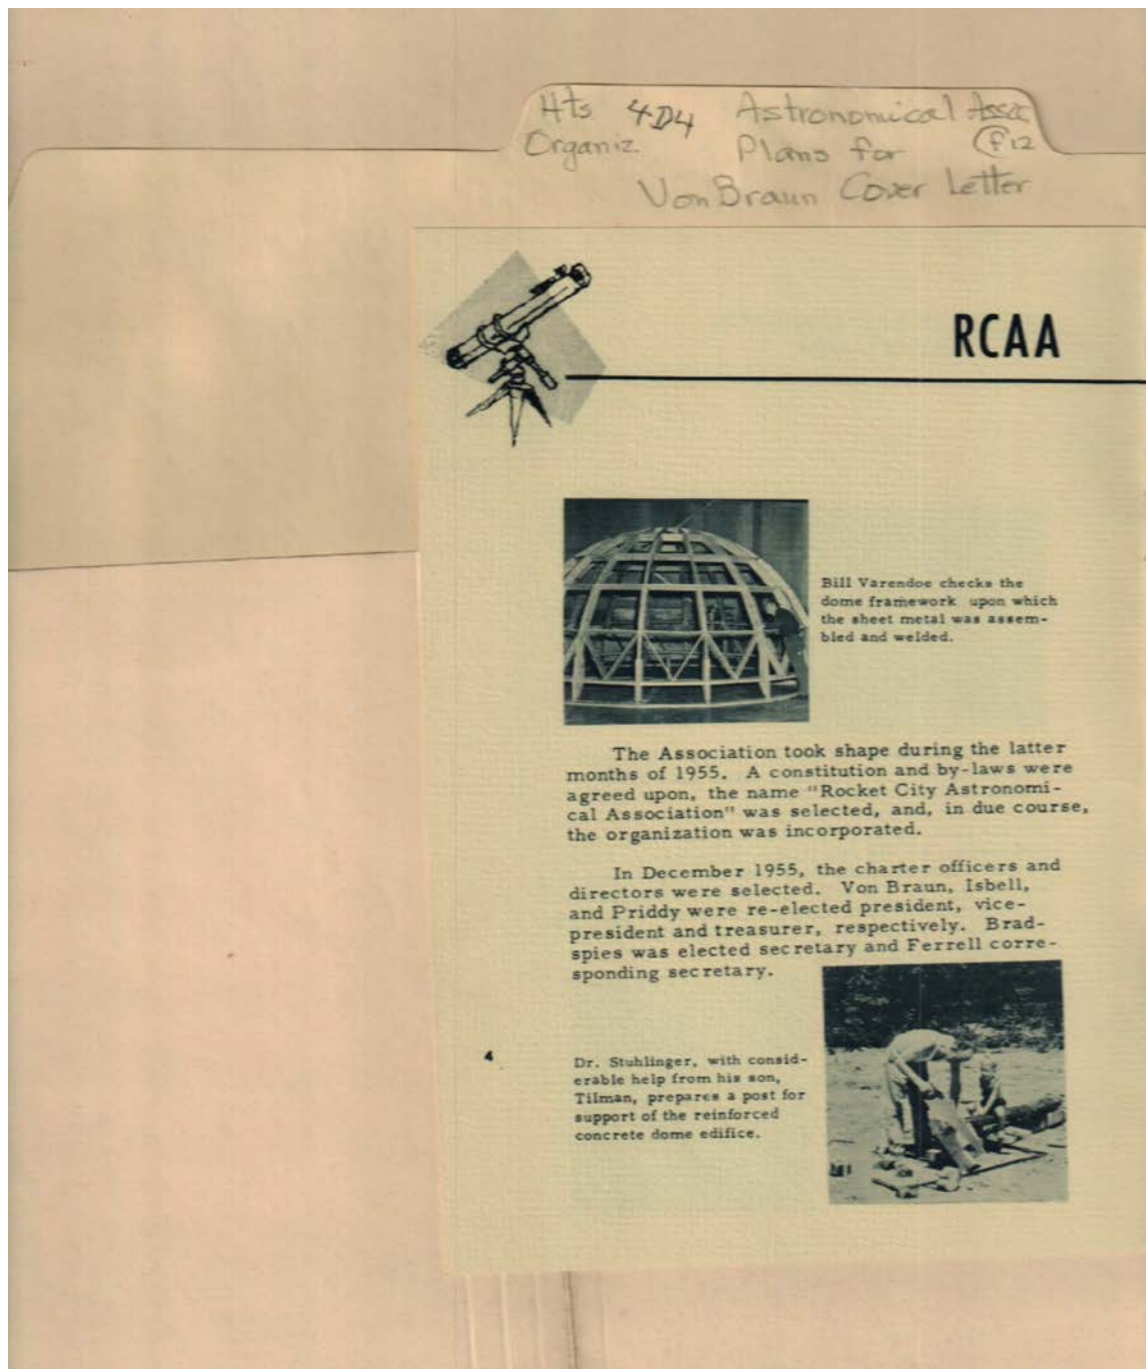 Hts 4D4 Astronomical Assoc
Organiz. Plans for F12
Von Braun Cover Letter
RCAA
Bill Varendoe checks the
dome framework upon which
the sheet metal was assem-
bled and welded.
The Association took shape during the latter
months of 1955. A constitution and by-laws were
agreed upon, the name "Rocket City Astronomi-
cal Association" was selected, and, in due course,
the organization was incorporated.
In December 1955, the charter officers and
directors were selected. Von Braun, Isbell,
and Priddy were re-elected president, vice-
president and treasurer, respectively. Brad-
spies was elected secretary and Ferrell corre-
sponding secretary.
4
Dr. Stuhlinger, with consid-
erable help from his son,
Tilman, prepares a post for
support of the reinforced
concrete dome edifice.